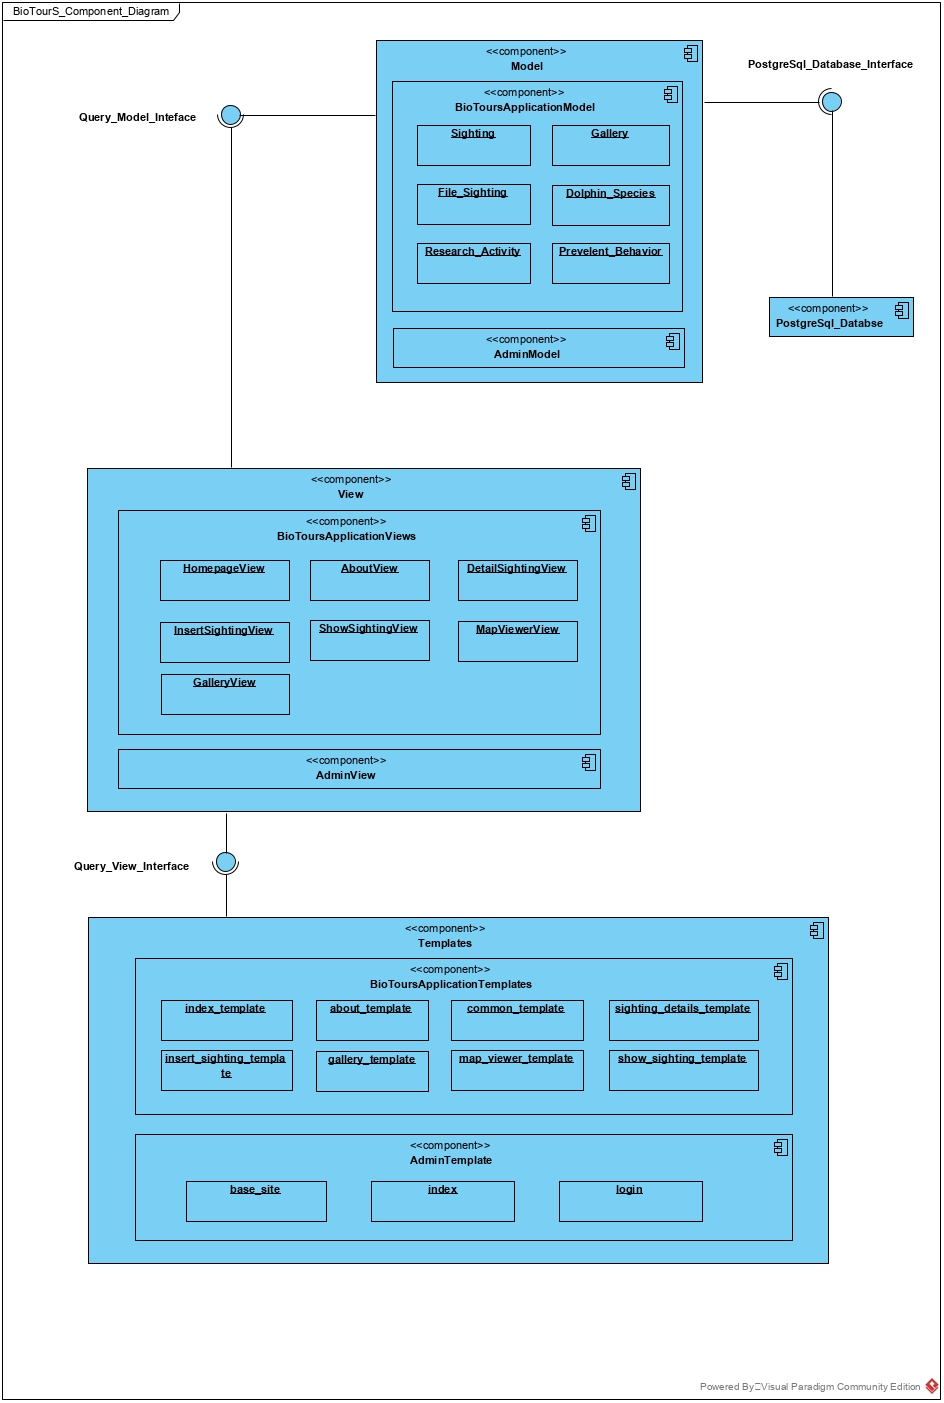 BioTourS_Component_Diagram
<<component>>
Model
PostgreSql_Database_Interface
<<component>>
BioToursApplicationModel
Query_Model_Inteface
Sighting
Gallery
File_Sighting
Dolphin_Species
Research_Activity
Prevelent_Behavior
<<component>>
PostgreSql_Databse
<<component>>
AdminModel
<<component>>
View
<<component>>
BioToursApplicationViews
HomepageView
AboutView
DetailSightingView
InsertSightingView
ShowSightingView
MapViewerView
GalleryView
<<component>>
AdminView
Query_View_Interface
<<component>>
Templates
<<component>>
BioToursApplicationTemplates
index_template
about_template
common_template
sighting_details_template
insert_sighting_templa
te
gallery_template
map_viewer_template
show_sighting_template
<<component>>
AdminTemplate
base_site
index
login
Powered By Visual Paradigm Community Edition